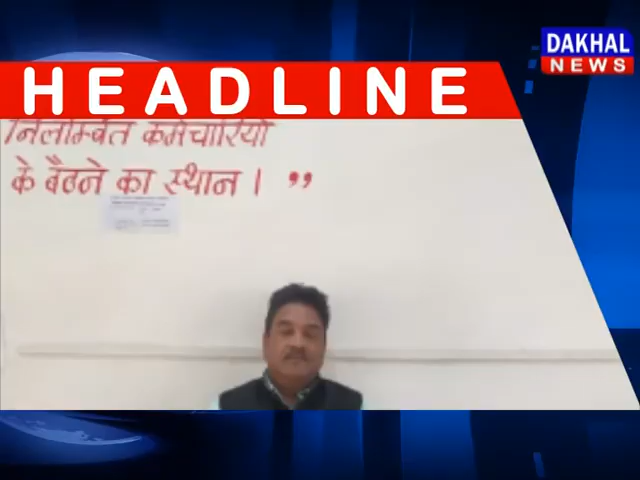 DAKHAL
NEWS
HEADLINE
निलम्बित कर्मचारियों
के बैठने का स्थान । ”